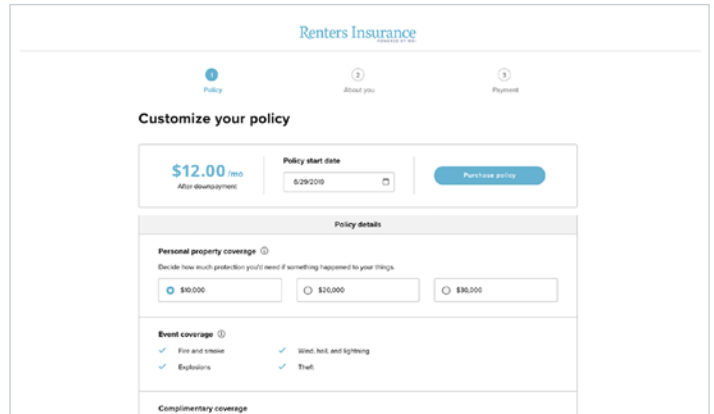 Renters Insurance
POWERED BY MSI
1 2 3
Policy About you Payment
Customize your policy
$12.00 /mo
After downpayment
Policy start date
6/29/2019
Purchase policy
Policy details
Personal property coverage
Decide how much protection you'd need if something happened to your things.
$10,000 $20,000 $30,000
Event coverage
Fire and smoke Wind, hail, and lightning
Explosions Theft
Complimentary coverage